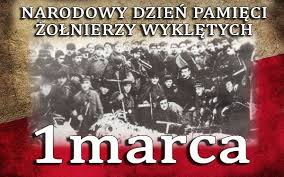 NARODOWY DZIEŃ PAMIĘCI
ŻOŁNIERZY WYKLĘTYCH
1marca